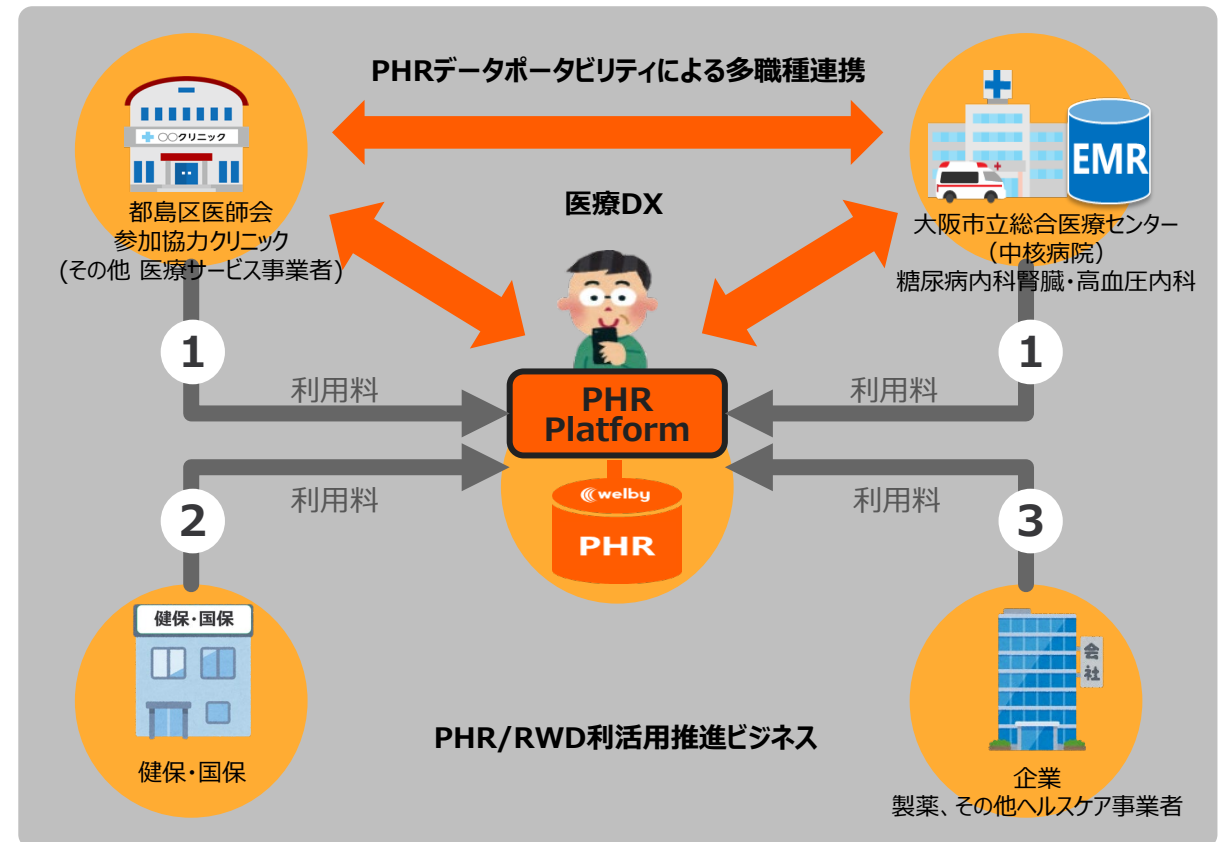 PHRデータポータビリティによる多職種連携
○○クリニック
EMR
都島区医師会
参加協力クリニック
(その他 医療サービス事業者)
医療DX
大阪市立総合医療センター
(中核病院)
糖尿病内科腎臓・高血圧内科
1
1
利用料
利用料
PHR
Platform
利用料
利用料
welby
PHR
2
3
健保・国保
会社
健保・国保
PHR/RWD利活用推進ビジネス
企業
製薬、その他ヘルスケア事業者